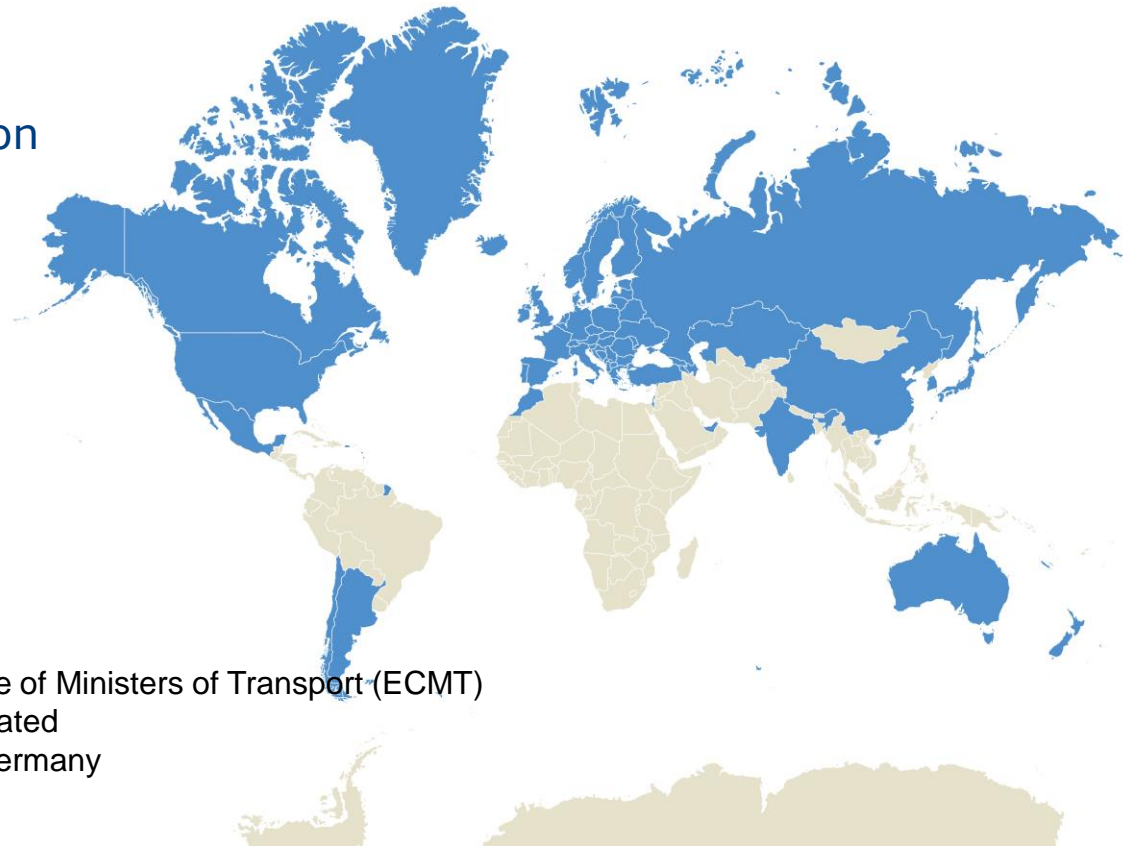 on
e of Ministers of Transport (ECMT)
ated
ermany